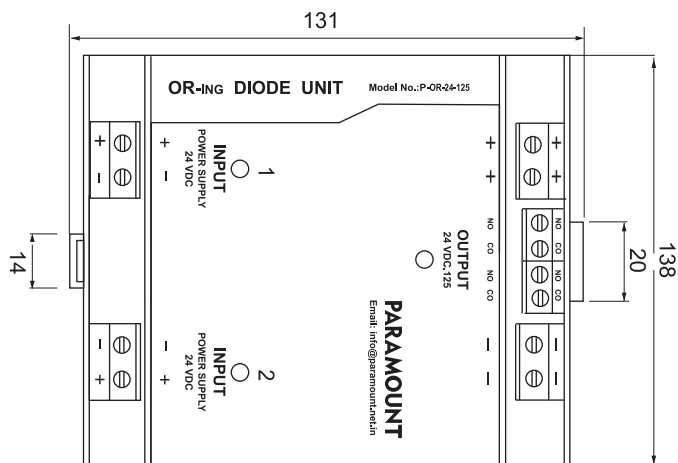 131
OR-ING DIODE UNIT
Model No.:P-OR-24-125
+ −
+ −
INPUT 1
POWER SUPPLY
24 VDC
+ +
+ +
NO CO NO CO
NO CO NO CO
OUTPUT
24 VDC.125
138
20
14
PARAMOUNT
Email: info@paramount.net.in
− +
− +
INPUT 2
POWER SUPPLY
24 VDC
− −
− −